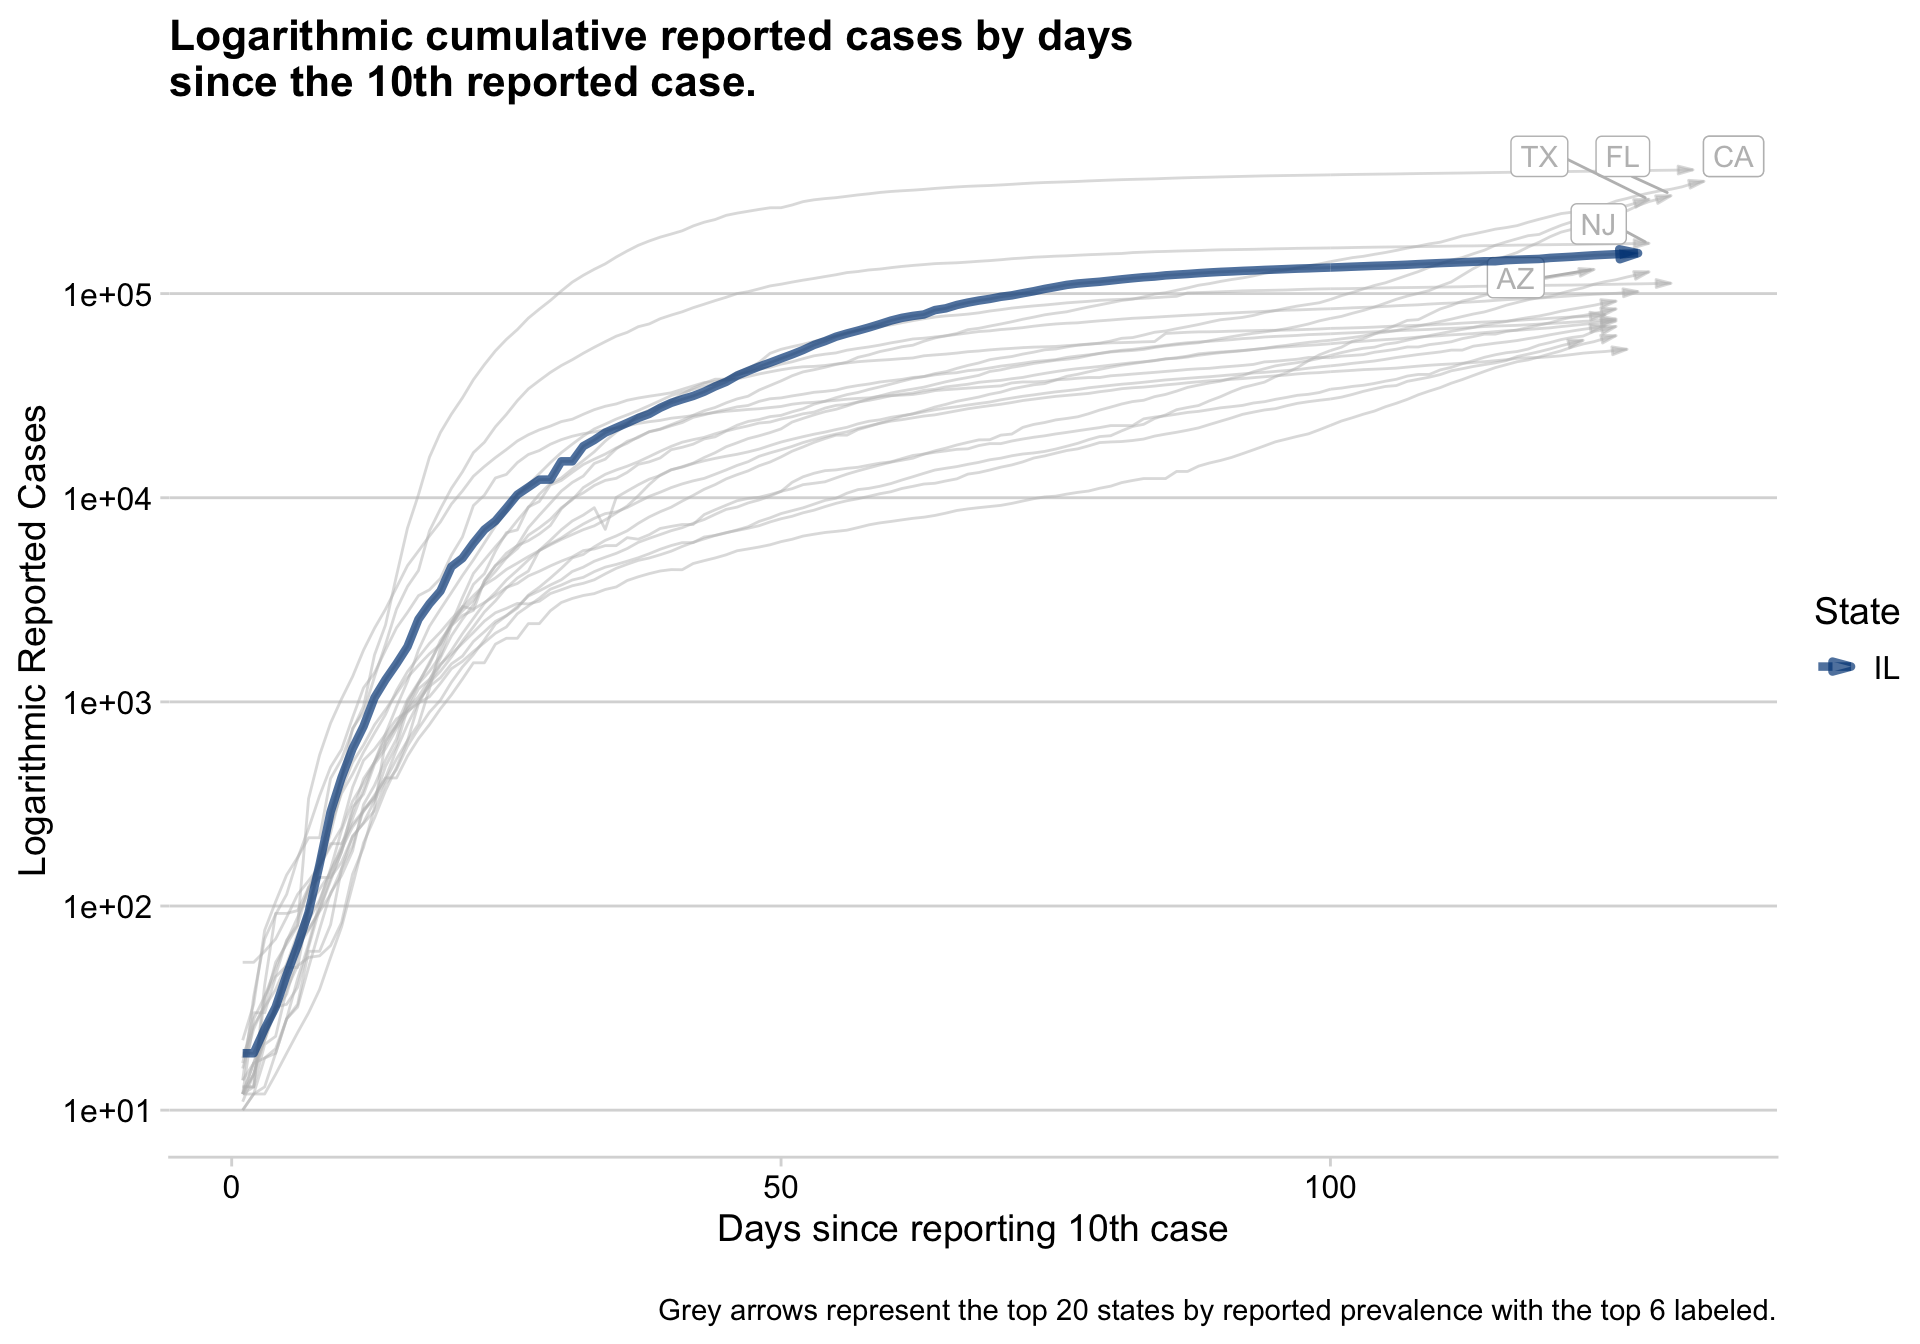 Logarithmic cumulative reported cases by days
since the 10th reported case.
TX
FL
CA
NJ
AZ
1e+05
1e+04
1e+03
1e+02
1e+01
Logarithmic Reported Cases
0
50
100
Days since reporting 10th case
State
IL
Grey arrows represent the top 20 states by reported prevalence with the top 6 labeled.